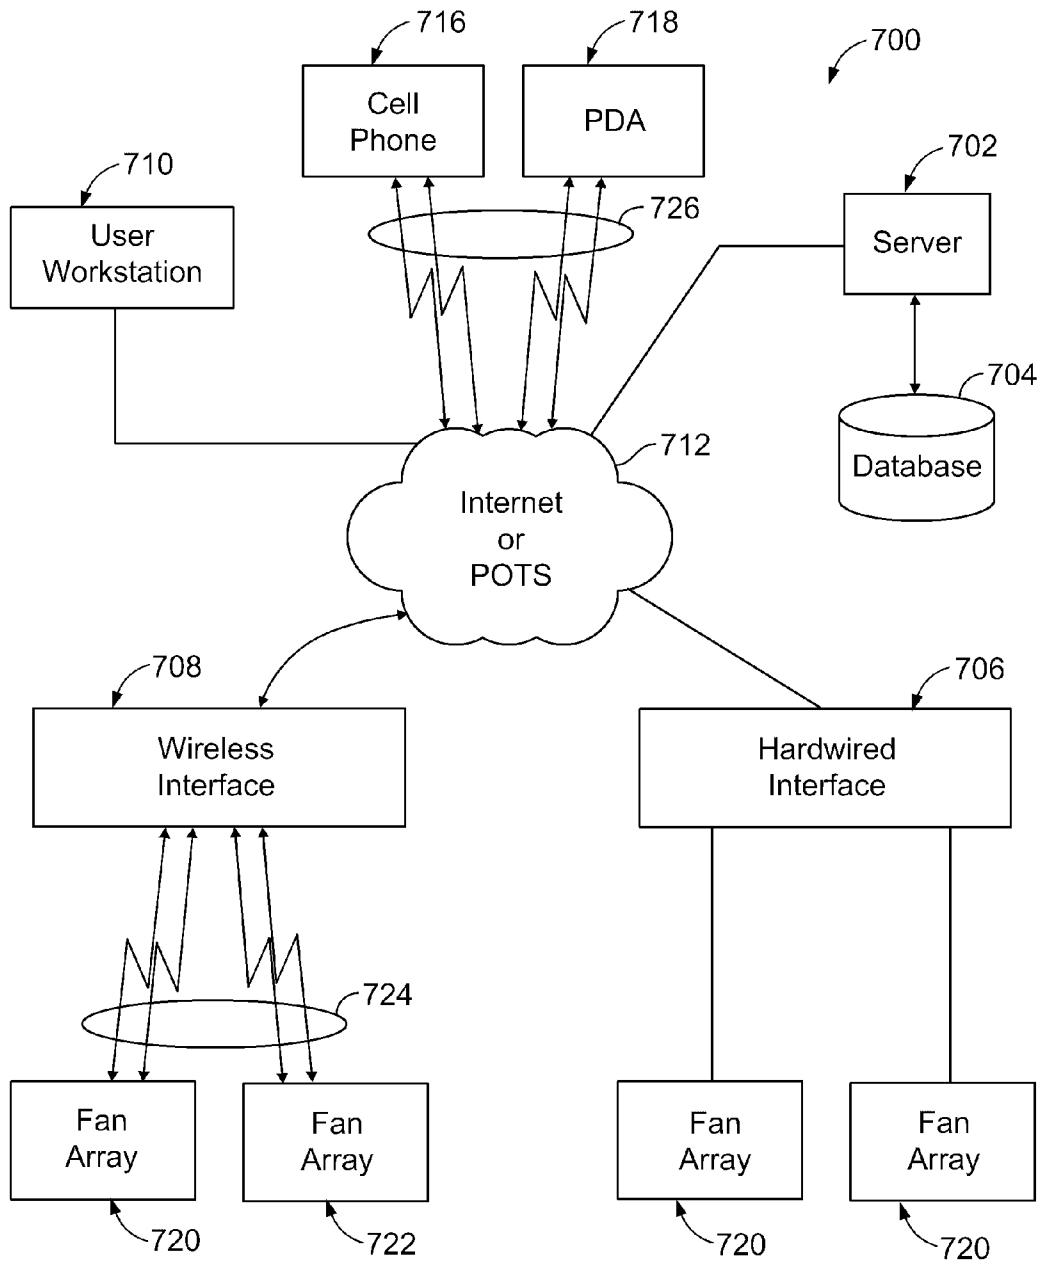 716
718
700
Cell
Phone
PDA
710
702
User
Workstation
726
Server
704
712
Database
Internet
or
POTS
708
706
Wireless
Interface
Hardwired
Interface
724
Fan
Array
Fan
Array
Fan
Array
Fan
Array
720
722
720
720